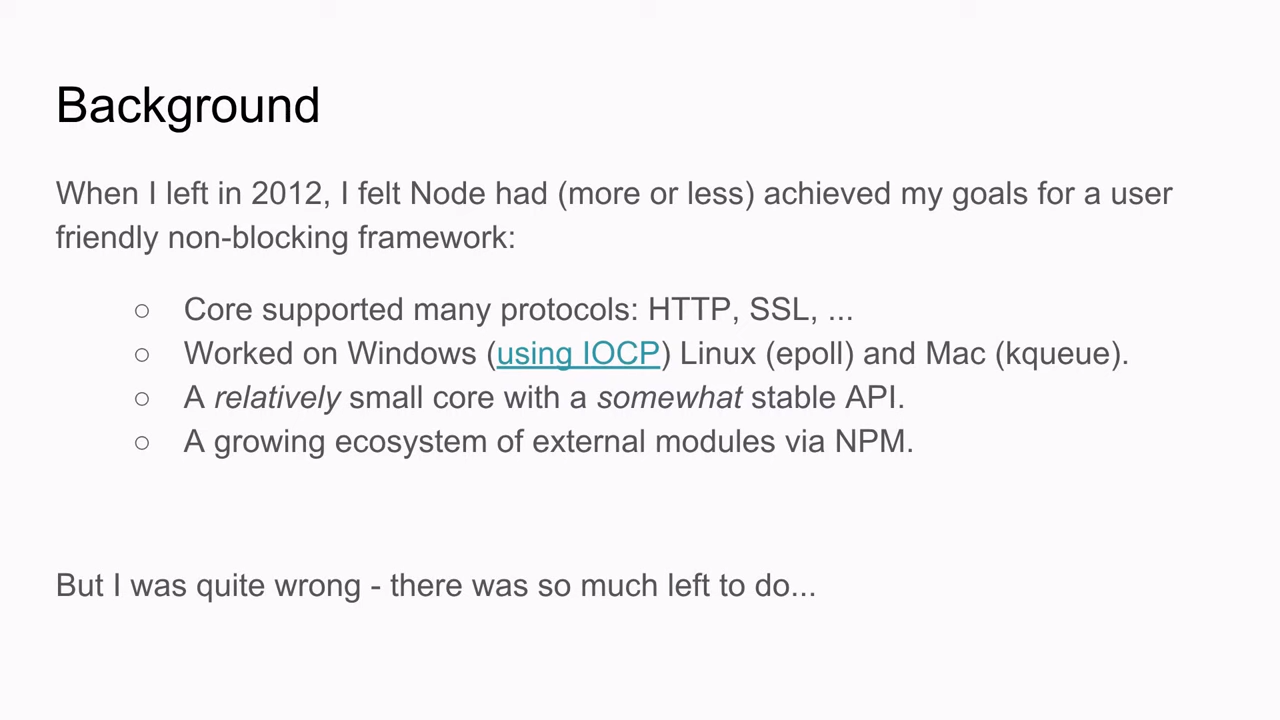 Background
When I left in 2012, I felt Node had (more or less) achieved my goals for a user
friendly non-blocking framework:
○ Core supported many protocols: HTTP, SSL, ...
○ Worked on Windows (using IOCP) Linux (epoll) and Mac (kqueue).
○ A relatively small core with a somewhat stable API.
○ A growing ecosystem of external modules via NPM.
But I was quite wrong - there was so much left to do...